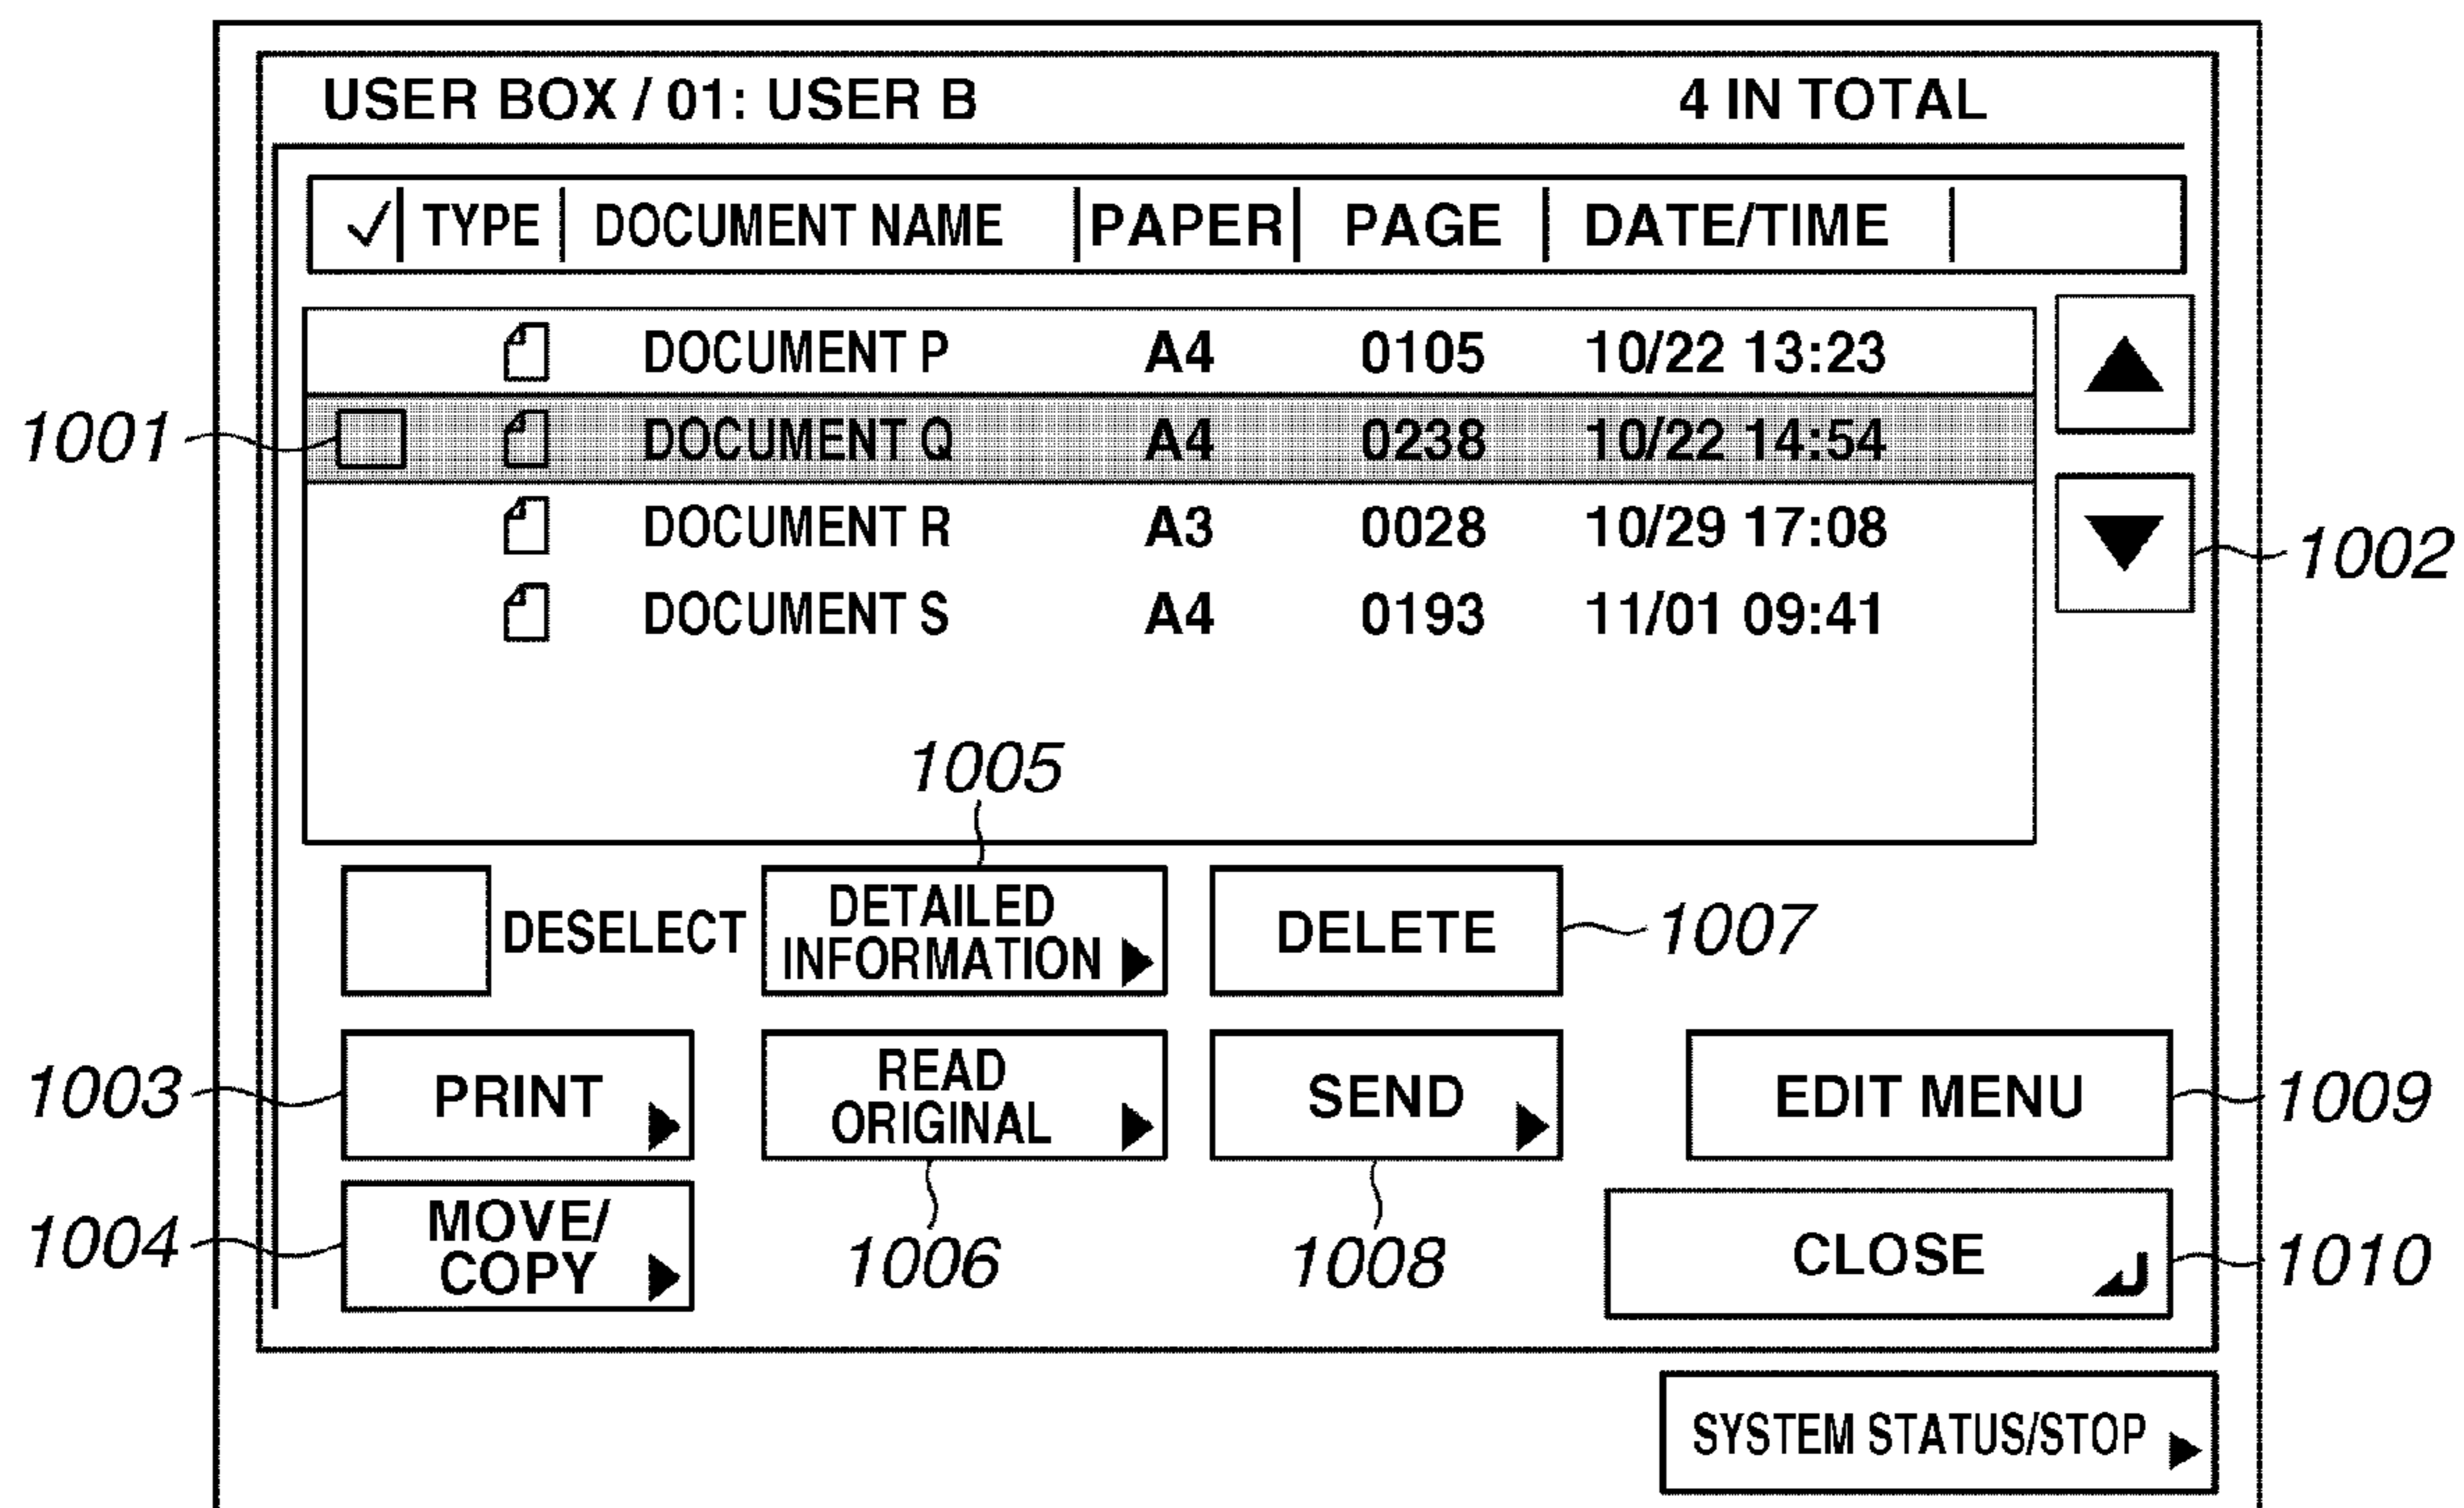 USER BOX / 01: USER B 4 IN TOTAL
✓ TYPE DOCUMENT NAME PAPER PAGE DATE/TIME
DOCUMENT P A4 0105 10/22 13:23
1001 DOCUMENT Q A4 0238 10/22 14:54
DOCUMENT R A3 0028 10/29 17:08
1002
DOCUMENT S A4 0193 11/01 09:41
1005
DESELECT
DETAILED
INFORMATION
DELETE
1007
1003
PRINT
READ
ORIGINAL
SEND
EDIT MENU
1009
1004
MOVE/
COPY
1006
1008
CLOSE
1010
SYSTEM STATUS/STOP